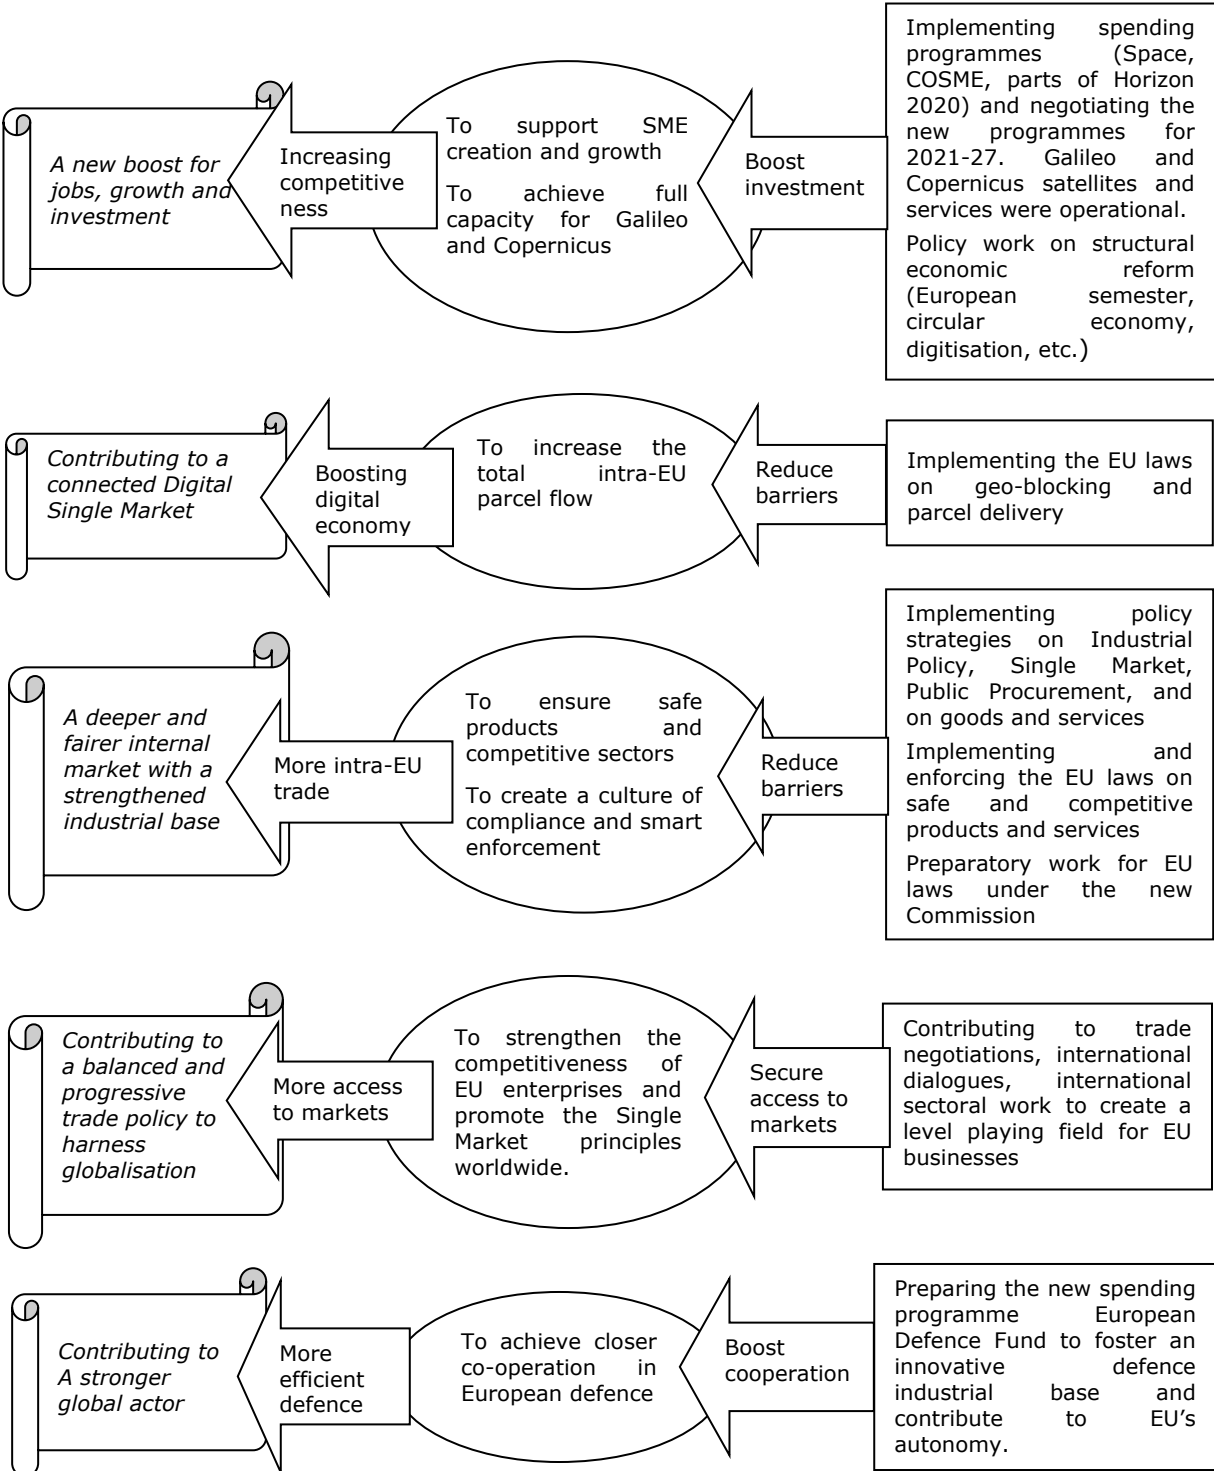 A new boost for
jobs, growth and
investment
Increasing
competitive
ness
To support SME
creation and growth
To achieve full
capacity for Galileo
and Copernicus
Boost
investment
Implementing spending
programmes (Space,
COSME, parts of Horizon
2020) and negotiating the
new programmes for
2021-27. Galileo and
Copernicus satellites and
services were operational.
Policy work on structural
economic reform
(European semester,
circular economy,
digitisation, etc.)
Contributing to a
connected Digital
Single Market
Boosting
digital
economy
To increase the
total intra-EU
parcel flow
Reduce
barriers
Implementing the EU laws
on geo-blocking and
parcel delivery
A deeper and
fairer internal
market with a
strengthened
industrial base
More intra-EU
trade
To ensure safe
products and
competitive sectors
To create a culture of
compliance and smart
enforcement
Reduce
barriers
Implementing policy
strategies on Industrial
Policy, Single Market,
Public Procurement, and
on goods and services
Implementing and
enforcing the EU laws on
safe and competitive
products and services
Preparatory work for EU
laws under the new
Commission
Contributing to
a balanced and
progressive
trade policy to
harness
globalisation
More access
to markets
To strengthen the
competitiveness of
EU enterprises and
promote the Single
Market principles
worldwide.
Secure
access to
markets
Contributing to trade
negotiations, international
dialogues, international
sectoral work to create a
level playing field for EU
businesses
Contributing to
A stronger
global actor
More
efficient
defence
To achieve closer
co-operation in
European defence
Boost
cooperation
Preparing the new spending
programme European
Defence Fund to foster an
innovative defence
industrial base and
contribute to EU's
autonomy.